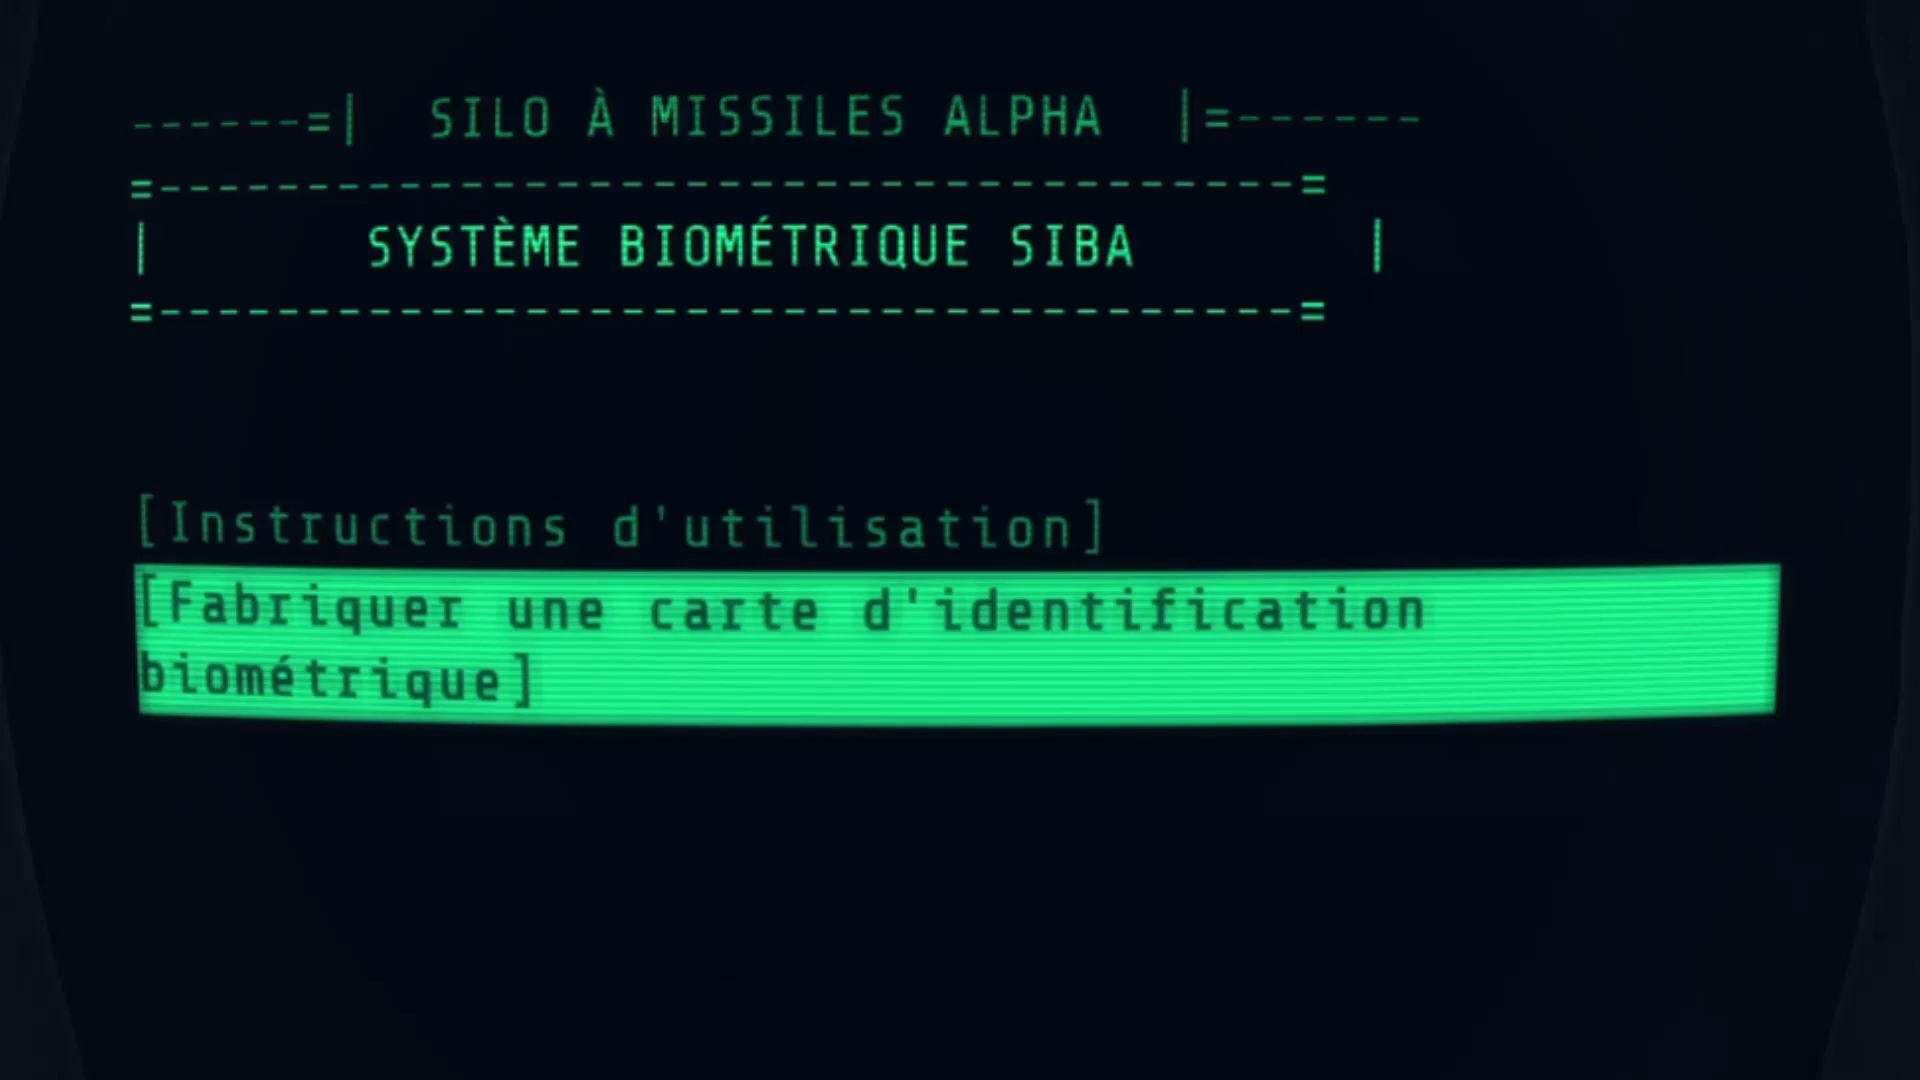 ------=|  SILO À MISSILES ALPHA  |=------
=---------------------------------------=
|       SYSTÈME BIOMÉTRIQUE SIBA       |
=---------------------------------------=
[Instructions d'utilisation]
[Fabriquer une carte d'identification
biométrique]